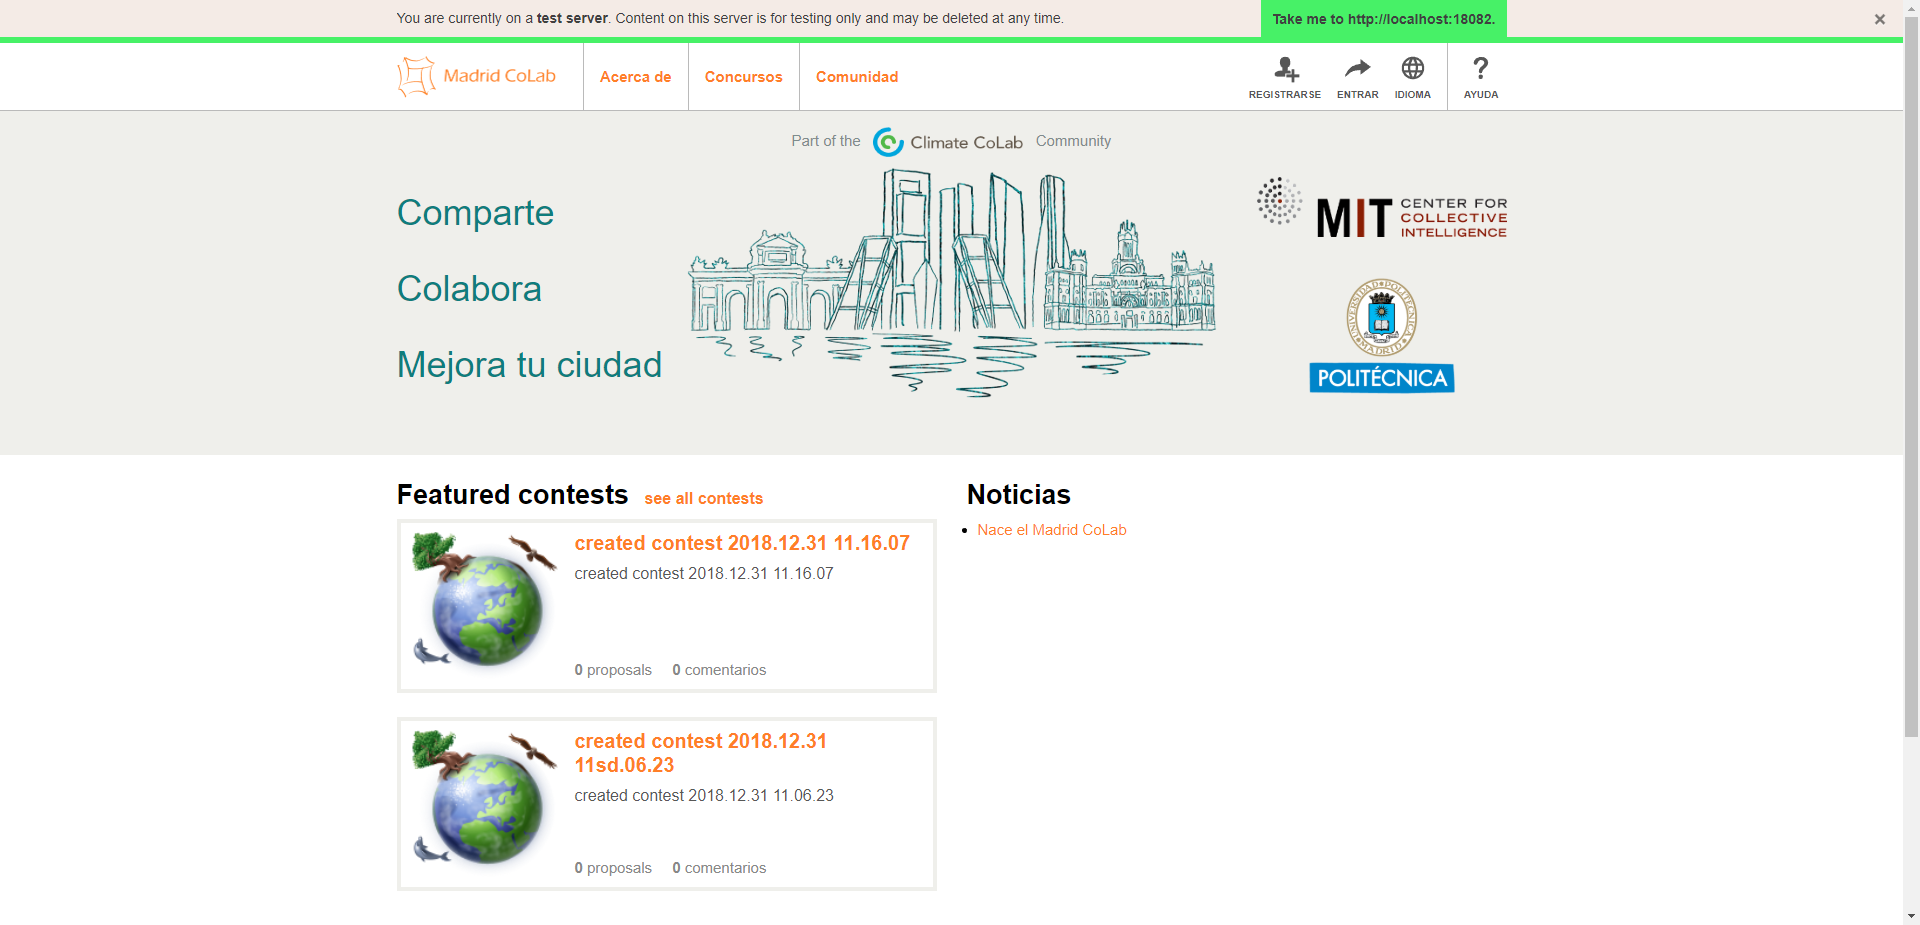 You are currently on a test server. Content on this server is for testing only and may be deleted at any time.
Take me to http://localhost:18082.
×
Madrid CoLab
Acerca de
Concursos
Comunidad
REGISTRARSE
ENTRAR
IDIOMA
? AYUDA
Part of the Climate CoLab Community
Comparte
Colabora
Mejora tu ciudad
MIT CENTER FOR
COLLECTIVE
INTELLIGENCE
UNIVERSIDAD POLITÉCNICA
MADRID
POLITÉCNICA
Featured contests see all contests
created contest 2018.12.31 11.16.07
created contest 2018.12.31 11.16.07
0 proposals 0 comentarios
created contest 2018.12.31
11sd.06.23
created contest 2018.12.31 11.06.23
0 proposals 0 comentarios
Noticias
Nace el Madrid CoLab